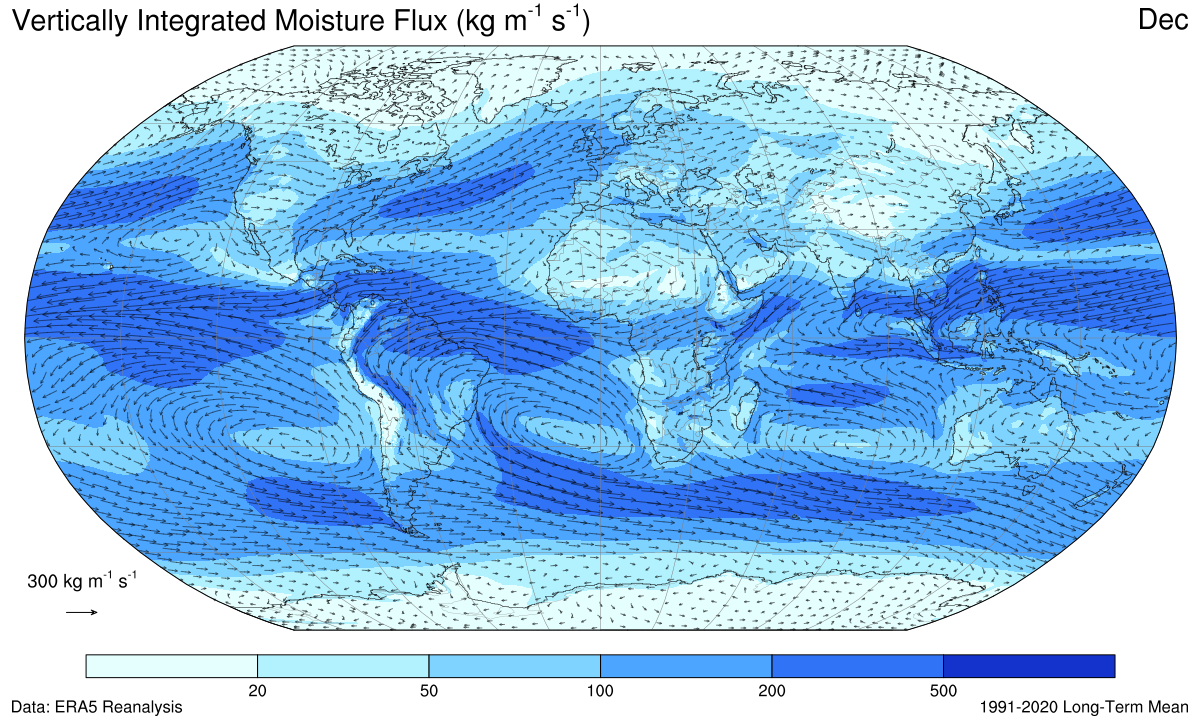 Vertically Integrated Moisture Flux (kg m⁻¹ s⁻¹)
Dec
300 kg m⁻¹ s⁻¹
20 50 100 200 500
Data: ERA5 Reanalysis
1991-2020 Long-Term Mean